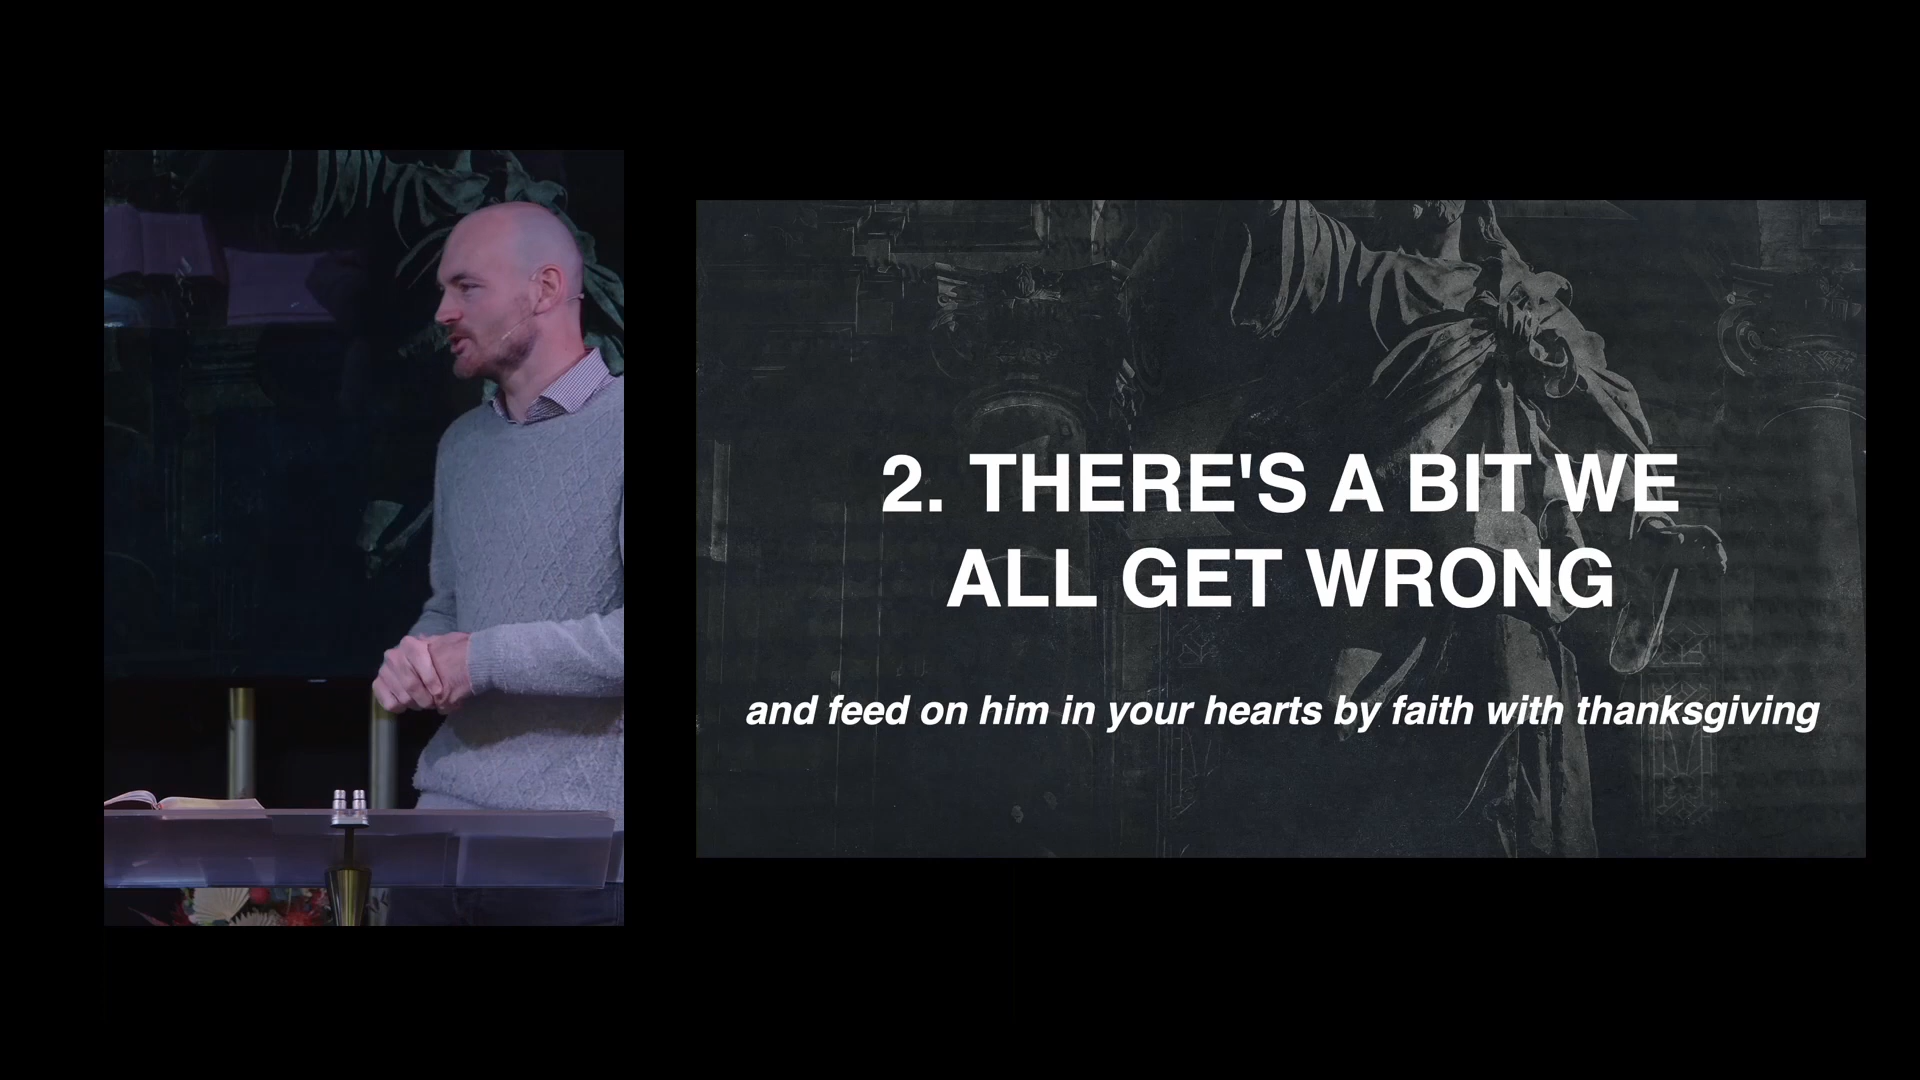 2. THERE'S A BIT WE
ALL GET WRONG
and feed on him in your hearts by faith with thanksgiving